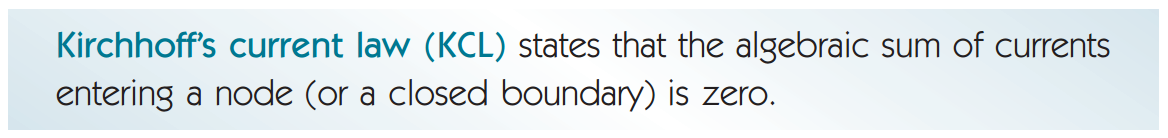 Kirchhoff's current law (KCL) states that the algebraic sum of currents
entering a node (or a closed boundary) is zero.